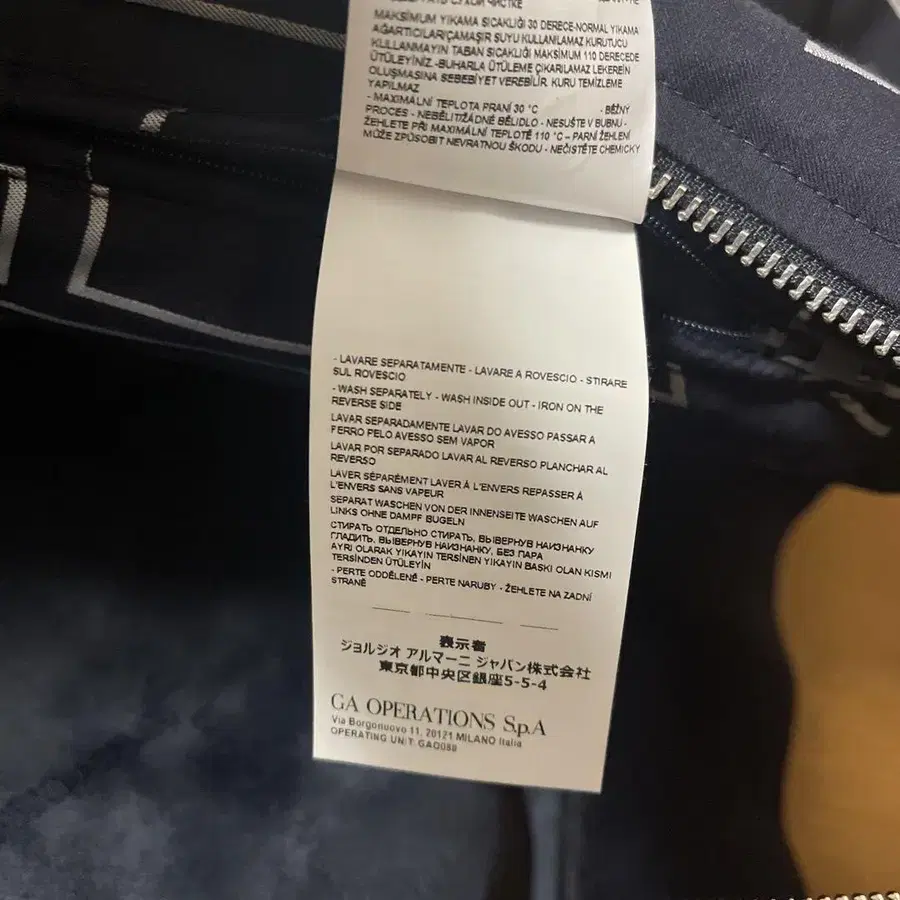 MAKSİMUM YIKAMA SICAKLIĞI 30 DERECE-NORMAL YIKAMA
AĞARTICILAR/ÇAMAŞIR SUYU KULLANILAMAZ KURUTUCU
KULLANMAYIN TABAN SICAKLIĞI MAKSİMUM 110 DERECEDE
ÜTÜLEYİNİZ.-BUHARLA ÜTÜLEME ÇIKARILAMAZ LEKEREİN
OLUŞMASINA SEBEBİYET VEREBİLİR. KURU TEMİZLEME
YAPILMAZ
- MAXIMÁLNÍ TEPLOTA PRANÍ 30 °C - BĚŽNÝ
PROCES - NEBĚLIT/ŽÁDNÉ BĚLIDLO - NESUŠTE V BUBNU -
ŽEHLETE PŘI MAXIMÁLNÍ TEPLOTĚ 110 °C – PARNÍ ŽEHLENÍ
MŮŽE ZPŮSOBIT NEVRATNOU ŠKODU - NEČISTĚTE CHEMICKY
- LAVARE SEPARATAMENTE - LAVARE A ROVESCIO - STIRARE
SUL ROVESCIO
- WASH SEPARATELY - WASH INSIDE OUT - IRON ON THE
REVERSE SIDE
LAVAR SEPARADAMENTE LAVAR DO AVESSO PASSAR A
FERRO PELO AVESSO SEM VAPOR
LAVAR POR SEPARADO LAVAR AL REVERSO PLANCHAR AL
REVERSO
LAVER SÉPARÉMENT LAVER À L'ENVERS REPASSER À
L'ENVERS SANS VAPEUR
SEPARAT WASCHEN VON DER INNENSEITE WASCHEN AUF
LINKS OHNE DAMPF BÜGELN
СТИРАТЬ ОТДЕЛЬНО СТИРАТЬ, ВЫВЕРНУВ НАИЗНАНКУ
ГЛАДИТЬ, ВЫВЕРНУВ НАИЗНАНКУ, БЕЗ ПАРА
AYRI OLARAK YIKAYIN TERSİNEN YIKAYIN BASKI OLAN KISMI
TERSİNDEN ÜTÜLEYİN
- PERTE ODDĚLENĚ - PERTE NARUBY - ŽEHLETE NA ZADNÍ
STRANĚ
表示者
ジョルジオ アルマーニ ジャパン株式会社
東京都中央区銀座5-5-4
GA OPERATIONS S.p.A
Via Borgonuovo 11, 20121 MILANO Italia
OPERATING UNIT: GAO088